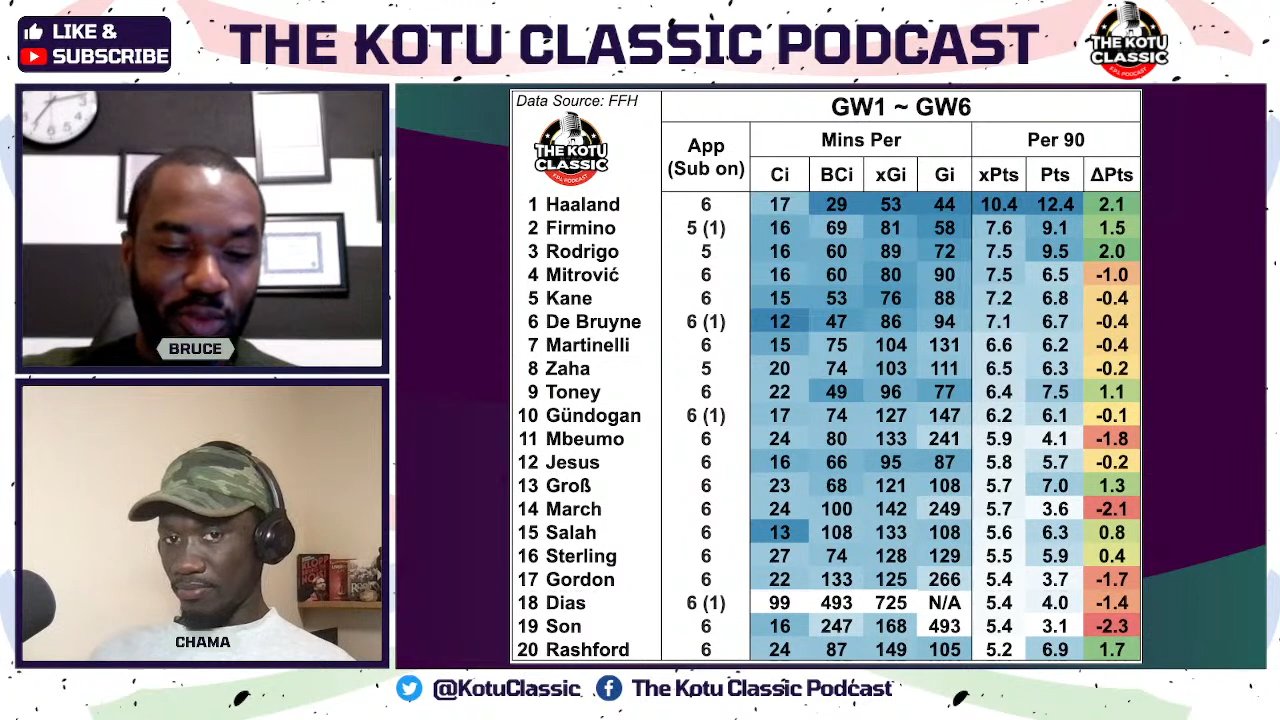 LIKE &
SUBSCRIBE
THE KOTU CLASSIC PODCAST
THE KOTU
CLASSIC
F.P.L PODCAST
BRUCE
CHAMA
KLOPP
Data Source: FFH
THE KOTU
CLASSIC
F.P.L PODCAST
GW1 ~ GW6
App (Sub on) Mins Per Per 90
Ci BCi xGi Gi xPts Pts ΔPts
1 Haaland 6 17 29 53 44 10.4 12.4 2.1
2 Firmino 5 (1) 16 69 81 58 7.6 9.1 1.5
3 Rodrigo 5 16 60 89 72 7.5 9.5 2.0
4 Mitrović 6 16 60 80 90 7.5 6.5 -1.0
5 Kane 6 15 53 76 88 7.2 6.8 -0.4
6 De Bruyne 6 (1) 12 47 86 94 7.1 6.7 -0.4
7 Martinelli 6 15 75 104 131 6.6 6.2 -0.4
8 Zaha 5 20 74 103 111 6.5 6.3 -0.2
9 Toney 6 22 49 96 77 6.4 7.5 1.1
10 Gündogan 6 (1) 17 74 127 147 6.2 6.1 -0.1
11 Mbeumo 6 24 80 133 241 5.9 4.1 -1.8
12 Jesus 6 16 66 95 87 5.8 5.7 -0.2
13 Groß 6 23 68 121 108 5.7 7.0 1.3
14 March 6 24 100 142 249 5.7 3.6 -2.1
15 Salah 6 13 108 133 108 5.6 6.3 0.8
16 Sterling 6 27 74 128 129 5.5 5.9 0.4
17 Gordon 6 22 133 125 266 5.4 3.7 -1.7
18 Dias 6 (1) 99 493 725 N/A 5.4 4.0 -1.4
19 Son 6 16 247 168 493 5.4 3.1 -2.3
20 Rashford 6 24 87 149 105 5.2 6.9 1.7
@KotuClassic The Kotu Classic Podcast